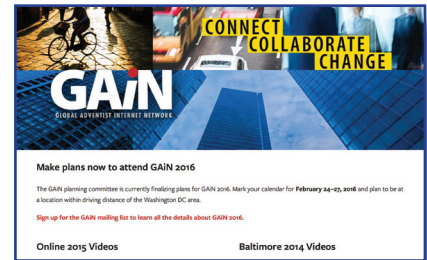 CONNECT
COLLABORATE
CHANGE
GAiN
GLOBAL ADVENTIST INTERNET NETWORK
Make plans now to attend GAiN 2016
The GAiN planning committee is currently finalizing plans for GAiN 2016. Mark your calendar for February 24–27, 2016 and plan to be at
a location within driving distance of the Washington DC area.
Sign up for the GAiN mailing list to learn all the details about GAiN 2016.
Online 2015 Videos Baltimore 2014 Videos